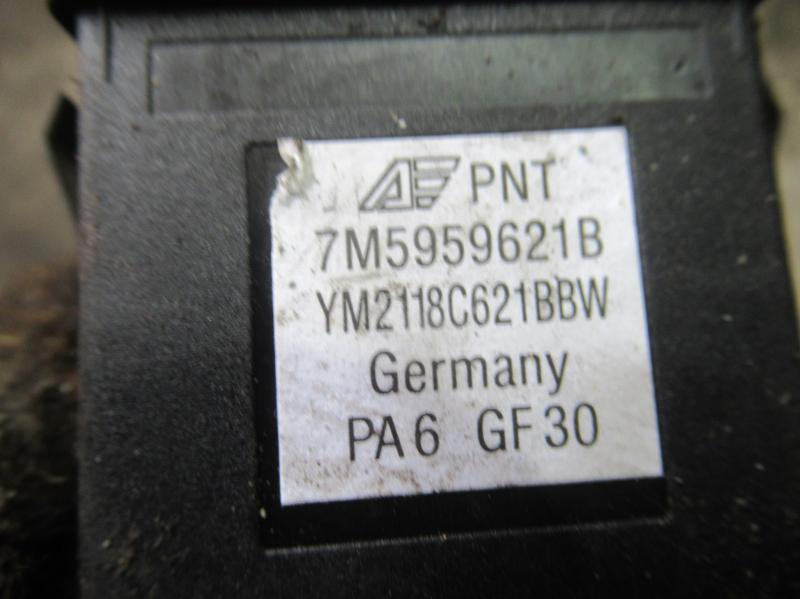 PNT
7M5959621B
YM2118C621BBW
Germany
PA6 GF30